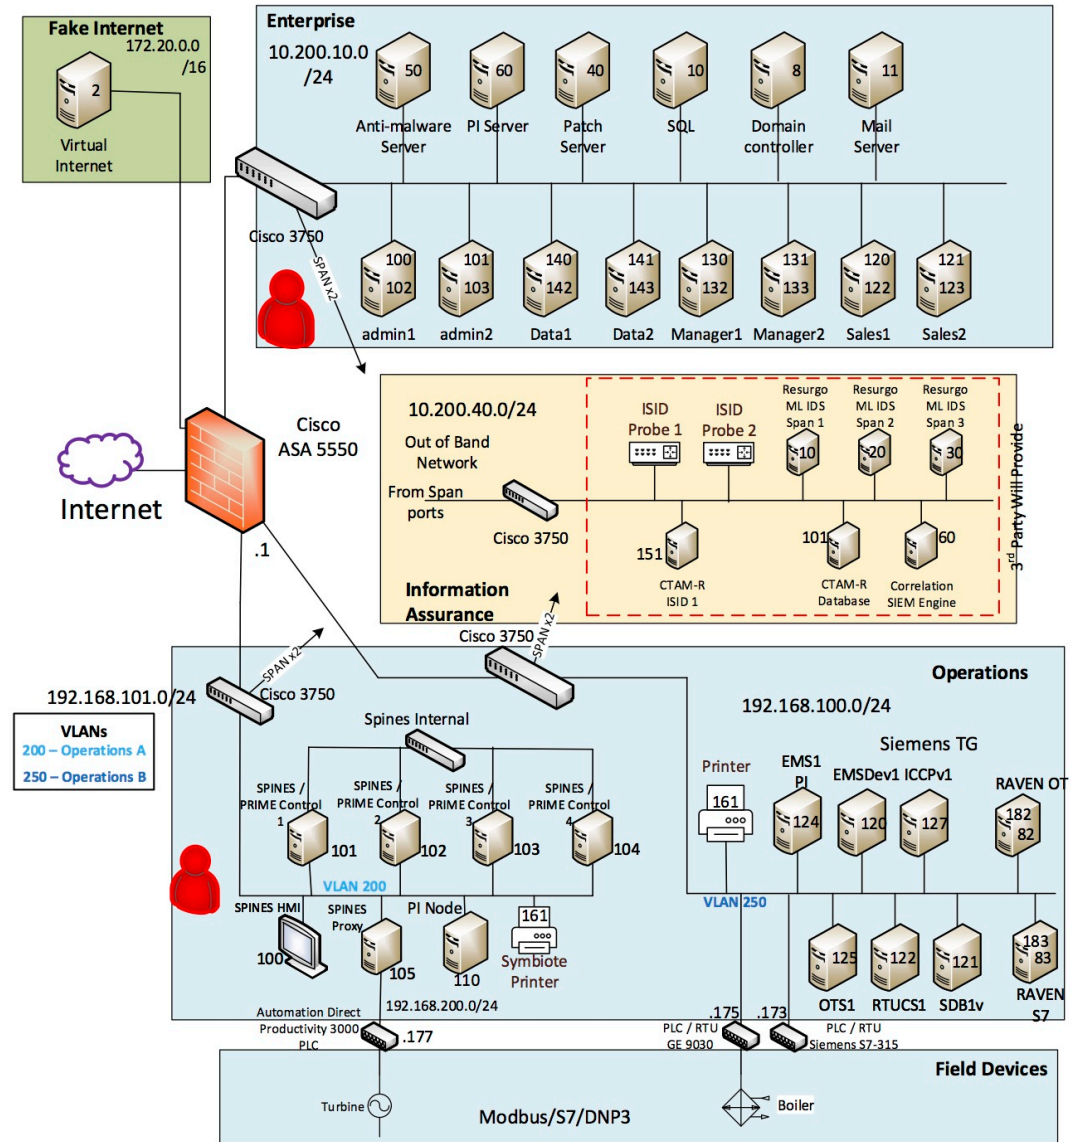 Fake Internet
172.20.0.0
/16
2
Virtual
Internet
Enterprise
10.200.10.0
/24
50
60
40
10
8
11
Anti-malware
Server
PI Server
Patch
Server
SQL
Domain
controller
Mail
Server
Cisco 3750
SPAN x2
100
102
101
103
140
142
141
143
130
132
131
133
120
122
121
123
admin1
admin2
Data1
Data2
Manager1
Manager2
Sales1
Sales2
Internet
Cisco
ASA 5550
.1
10.200.40.0/24
Out of Band
Network
From Span
ports
Cisco 3750
Information
Assurance
ISID
Probe 1
ISID
Probe 2
Resurgo
ML IDS
Span 1
10
Resurgo
ML IDS
Span 2
20
Resurgo
ML IDS
Span 3
30
151
CTAM-R
ISID 1
101
CTAM-R
Database
60
Correlation
SIEM Engine
3rd Party Will Provide
Cisco 3750
SPAN x2
SPAN x2
192.168.101.0/24
Cisco 3750
VLANs
200 – Operations A
250 – Operations B
Operations
192.168.100.0/24
Siemens TG
Spines Internal
SPINES /
PRIME Control
1
101
SPINES /
PRIME Control
2
102
SPINES /
PRIME Control
3
103
SPINES /
PRIME Control
4
104
VLAN 200
SPINES HMI
100
SPINES
Proxy
105
PI Node
110
161
Symbiote
Printer
Printer
161
EMS1
PI
124
EMSDev1
120
ICCPv1
127
RAVEN OT
182
82
VLAN 250
125
OTS1
122
RTUCS1
121
SDB1v
183
83
RAVEN
S7
192.168.200.0/24
Automation Direct
Productivity 3000
PLC
.177
.175
PLC / RTU
GE 9030
.173
PLC / RTU
Siemens S7-315
Field Devices
Turbine
Modbus/S7/DNP3
Boiler